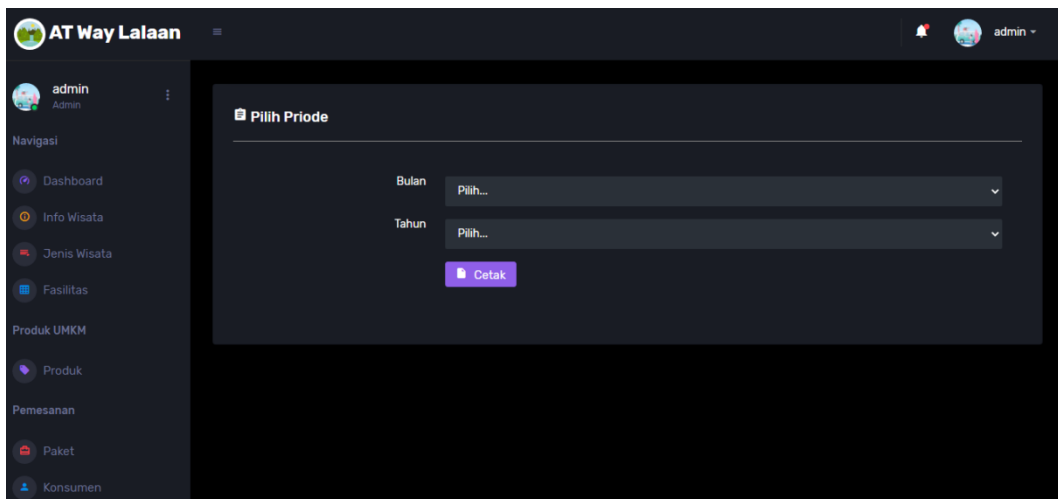 AT Way Lalaan
admin
admin
Admin
Navigasi
Dashboard
Info Wisata
Jenis Wisata
Fasilitas
Produk UMKM
Produk
Pemesanan
Paket
Konsumen
Pilih Priode
Bulan
Pilih...
Tahun
Pilih...
Cetak